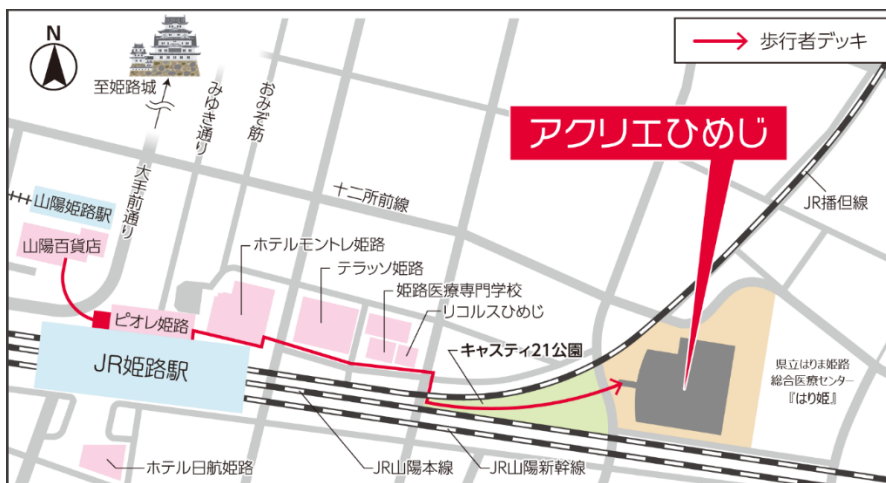 N
至姫路城
みゆき通り
おみぞ筋
大手前通り
歩行者デッキ
アクリエひめじ
十二所前線
JR播但線
山陽姫路駅
山陽百貨店
ホテルモントレ姫路
テラッソ姫路
姫路医療専門学校
リコルスひめじ
ピオレ姫路
キャスティ21公園
JR姫路駅
県立はりま姫路
総合医療センター
『はり姫』
ホテル日航姫路
JR山陽本線
JR山陽新幹線